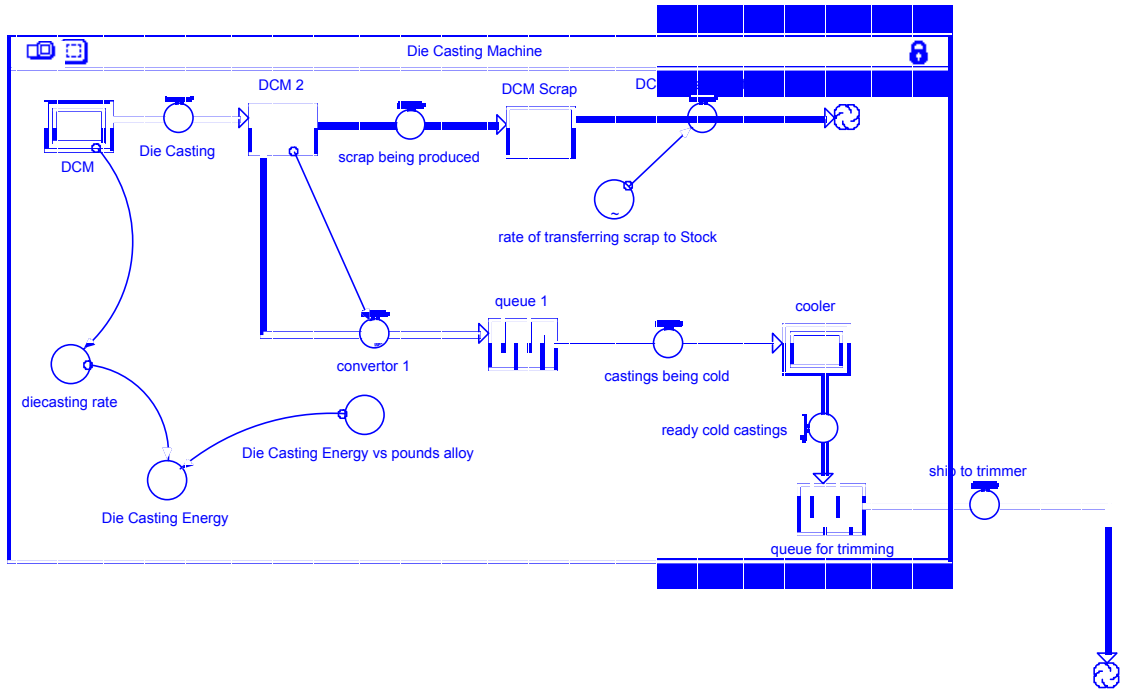 Die Casting Machine
DCM 2
DCM Scrap
DC
DCM
Die Casting
scrap being produced
rate of transferring scrap to Stock
queue 1
cooler
convertor 1
castings being cold
diecasting rate
ready cold castings
Die Casting Energy vs pounds alloy
ship to trimmer
Die Casting Energy
queue for trimming